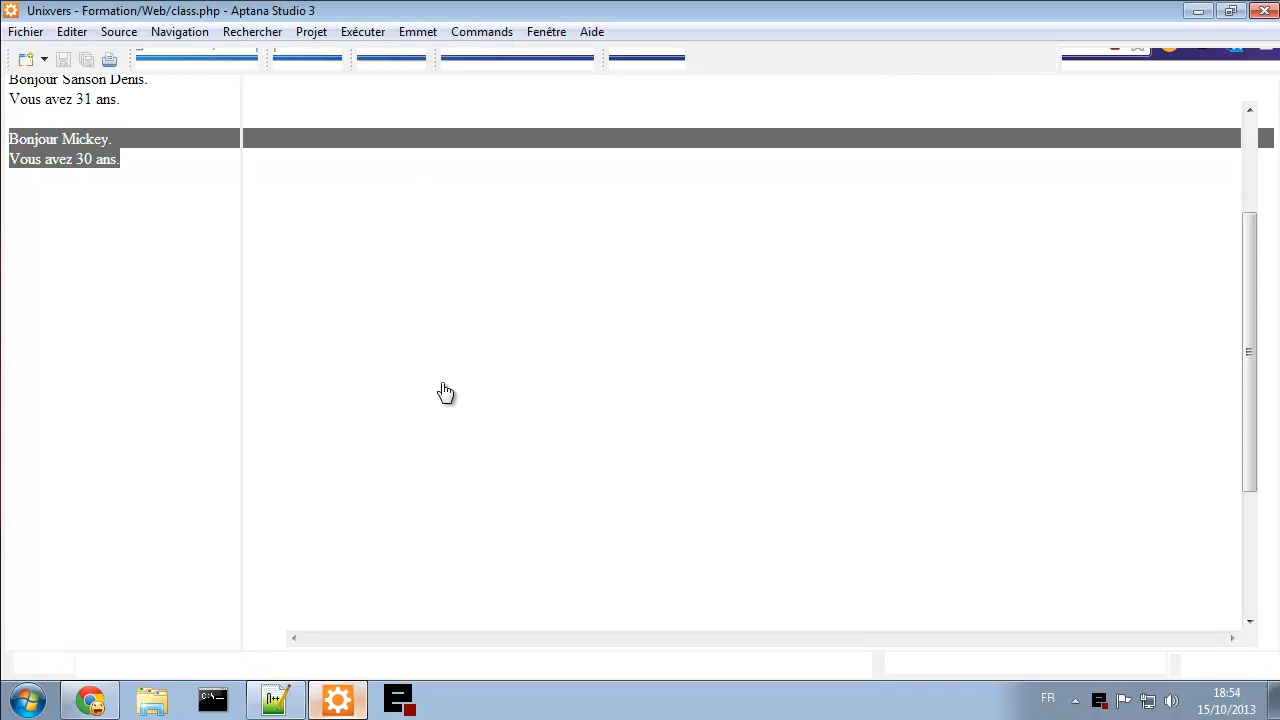 Unixvers - Formation/Web/class.php - Aptana Studio 3
Fichier Editer Source Navigation Rechercher Projet Exécuter Emmet Commands Fenêtre Aide
Bonjour Sanson Denis.
Vous avez 31 ans.
Bonjour Mickey.
Vous avez 30 ans.
FR
18:54
15/10/2013